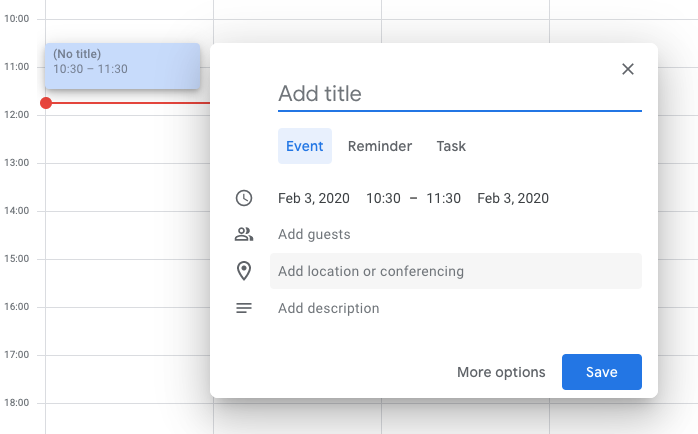 10:00
11:00
12:00
13:00
14:00
15:00
16:00
17:00
18:00
(No title)
10:30 – 11:30
Add title
Event Reminder Task
Feb 3, 2020 10:30 – 11:30 Feb 3, 2020
Add guests
Add location or conferencing
Add description
More options Save